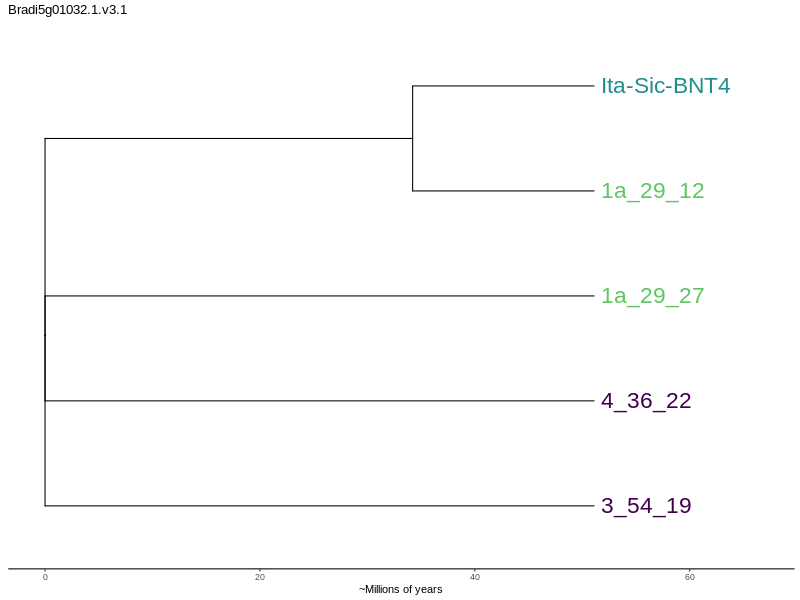 Bradi5g01032.1.v3.1
Ita-Sic-BNT4
1a_29_12
1a_29_27
4_36_22
3_54_19
0 20 40 60
~Millions of years